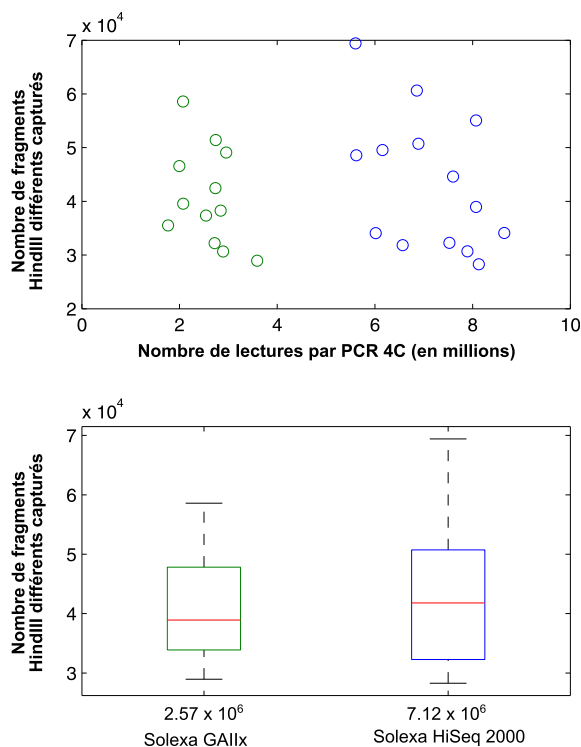 x 10^4
7
6
5
4
3
2
0
2
4
6
8
10
Nombre de fragments
HindIII différents capturés
Nombre de lectures par PCR 4C (en millions)
x 10^4
7
6
5
4
3
Nombre de fragments
HindIII différents capturés
2.57 x 10^6
7.12 x 10^6
Solexa GAIIx
Solexa HiSeq 2000